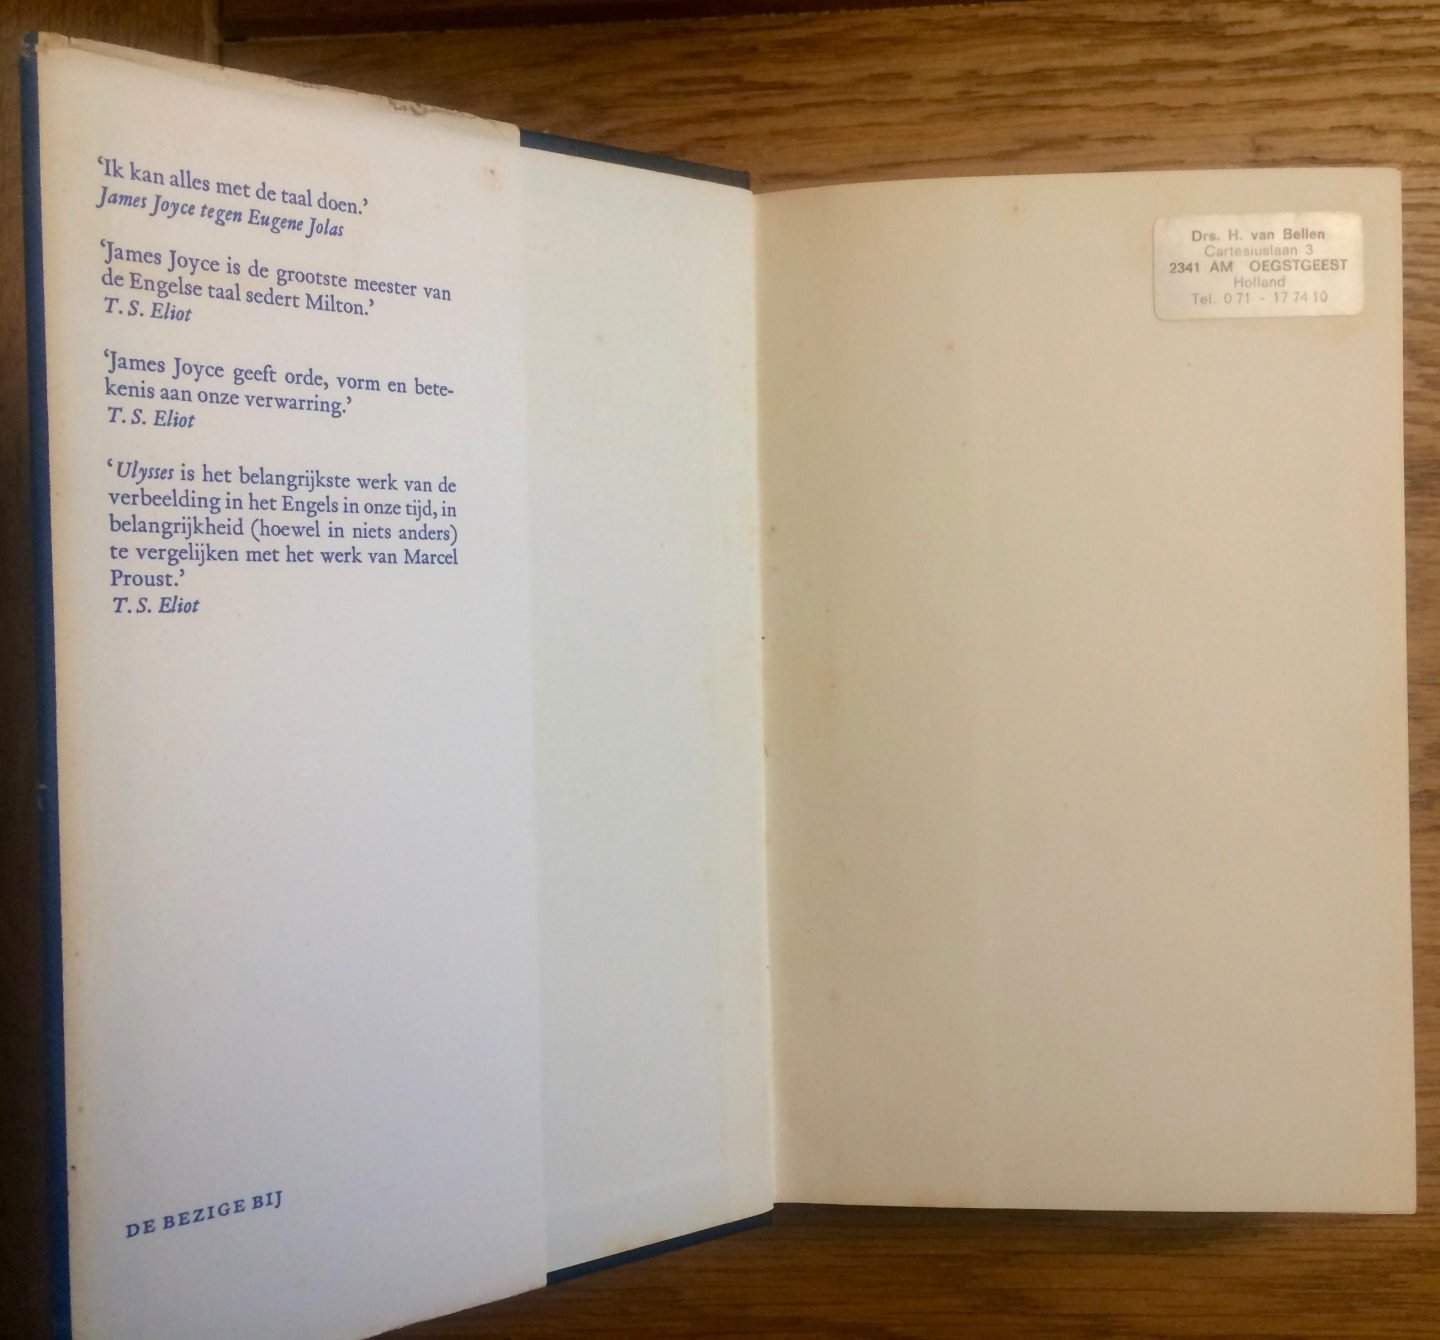 ‘Ik kan alles met de taal doen.’
James Joyce tegen Eugene Jolas
‘James Joyce is de grootste meester van
de Engelse taal sedert Milton.’
T. S. Eliot
‘James Joyce geeft orde, vorm en bete-
kenis aan onze verwarring.’
T. S. Eliot
‘Ulysses is het belangrijkste werk van de
verbeelding in het Engels in onze tijd, in
belangrijkheid (hoewel in niets anders)
te vergelijken met het werk van Marcel
Proust.’
T. S. Eliot
DE BEZIGE BIJ
Drs. H. van Bellen
Cartesiuslaan 3
2341 AM OEGSTGEEST
Holland
Tel. 071 - 17 74 10